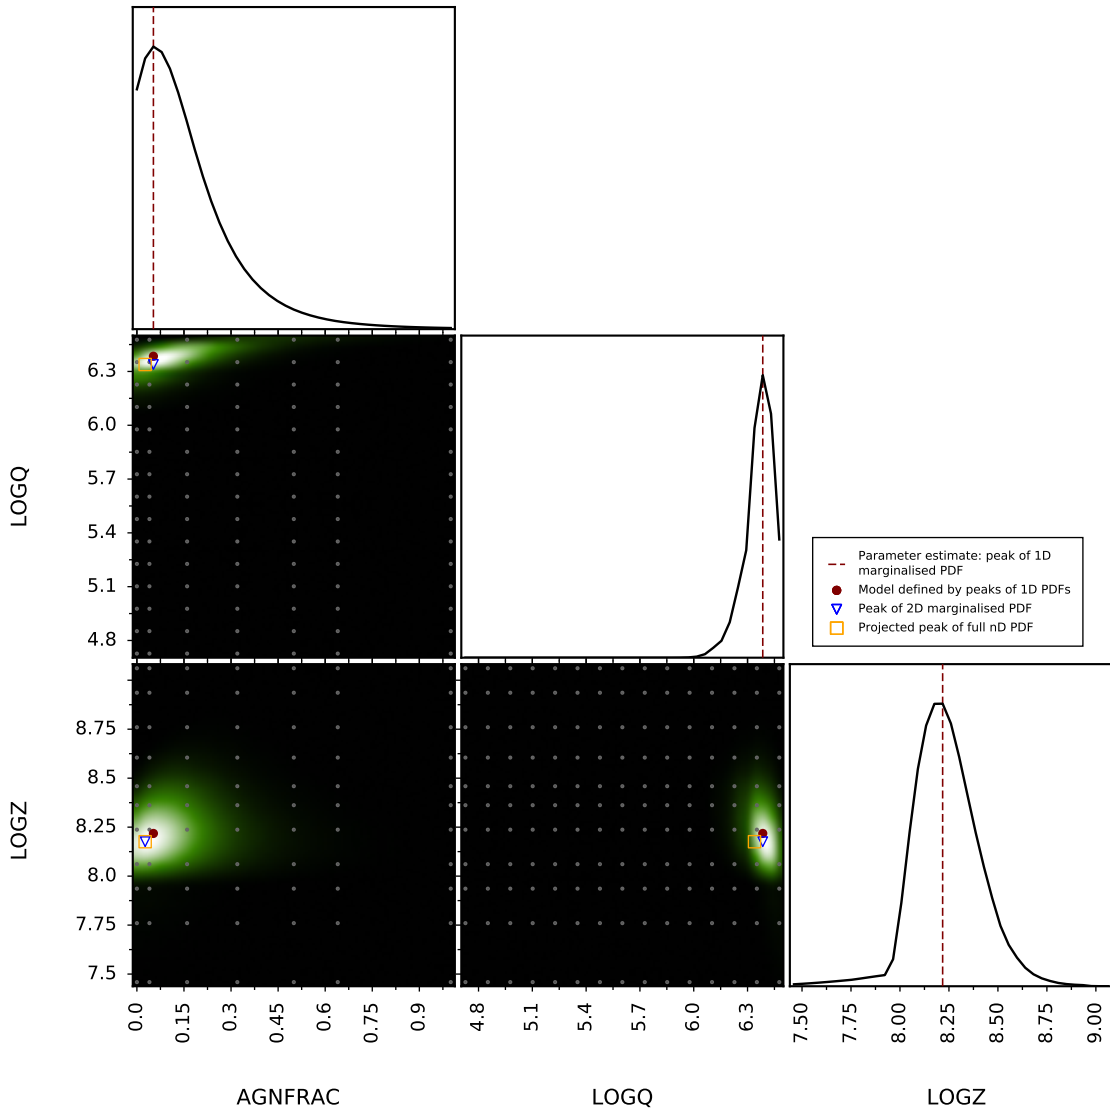 LOGQ
6.3
6.0
5.7
5.4
5.1
4.8
Parameter estimate: peak of 1D
marginalised PDF
Model defined by peaks of 1D PDFs
Peak of 2D marginalised PDF
Projected peak of full nD PDF
LOGZ
8.75
8.5
8.25
8.0
7.75
7.5
0.0 0.15 0.3 0.45 0.6 0.75 0.9
4.8 5.1 5.4 5.7 6.0 6.3
7.50 7.75 8.00 8.25 8.50 8.75 9.00
AGNFRAC
LOGQ
LOGZ